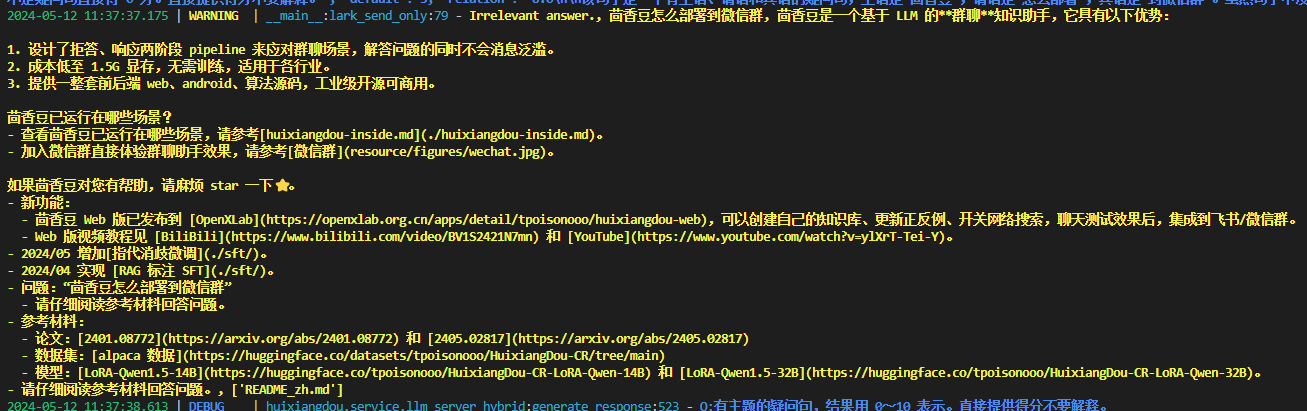 2024-05-12 11:37:37.175 | WARNING  | __main__:lark_send_only:79 - Irrelevant answer.，茴香豆怎么部署到微信群，茴香豆是一个基于 LLM 的**群聊**知识助手，它具有以下优势：
1. 设计了拒答、响应两阶段 pipeline 来应对群聊场景，解答问题的同时不会消息泛滥。
2. 成本低至 1.5G 显存，无需训练，适用于各行业。
3. 提供一整套前后端 web、android、算法源码，工业级开源可商用。
茴香豆已运行在哪些场景？
- 查看茴香豆已运行在哪些场景，请参考[huixiangdou-inside.md](./huixiangdou-inside.md)。
- 加入微信群直接体验群聊助手效果，请参考[微信群](resource/figures/wechat.jpg)。
如果茴香豆对您有帮助，请麻烦 star 一下⭐。
- 新功能：
- 茴香豆 Web 版已发布到 [OpenXLab](https://openxlab.org.cn/apps/detail/tpoisonooo/huixiangdou-web)，可以创建自己的知识库、更新正反例、开关网络搜索，聊天测试效果后，集成到飞书/微信群。
- Web 版视频教程见 [BiliBili](https://www.bilibili.com/video/BV1S2421N7mn) 和 [YouTube](https://www.youtube.com/watch?v=ylXrT-Tei-Y)。
- 2024/05 增加[指代消歧微调](./sft/)。
- 2024/04 实现 [RAG 标注 SFT](./sft/)。
- 问题：“茴香豆怎么部署到微信群”
- 请仔细阅读参考材料回答问题。
- 参考材料：
- 论文：[2401.08772](https://arxiv.org/abs/2401.08772) 和 [2405.02817](https://arxiv.org/abs/2405.02817)
- 数据集：[alpaca 数据](https://huggingface.co/datasets/tpoisonooo/HuixiangDou-CR/tree/main)
- 模型：[LoRA-Qwen1.5-14B](https://huggingface.co/tpoisonooo/HuixiangDou-CR-LoRA-Qwen-14B) 和 [LoRA-Qwen1.5-32B](https://huggingface.co/tpoisonooo/HuixiangDou-CR-LoRA-Qwen-32B)。
- 请仔细阅读参考材料回答问题。，['README_zh.md']
2024-05-12 11:37:38.613 | DEBUG    | huixiangdou.service.llm_server_hybrid:generate_response:523 - Q:有主题的疑问句，结果用 0～10 表示。直接提供得分不要解释。